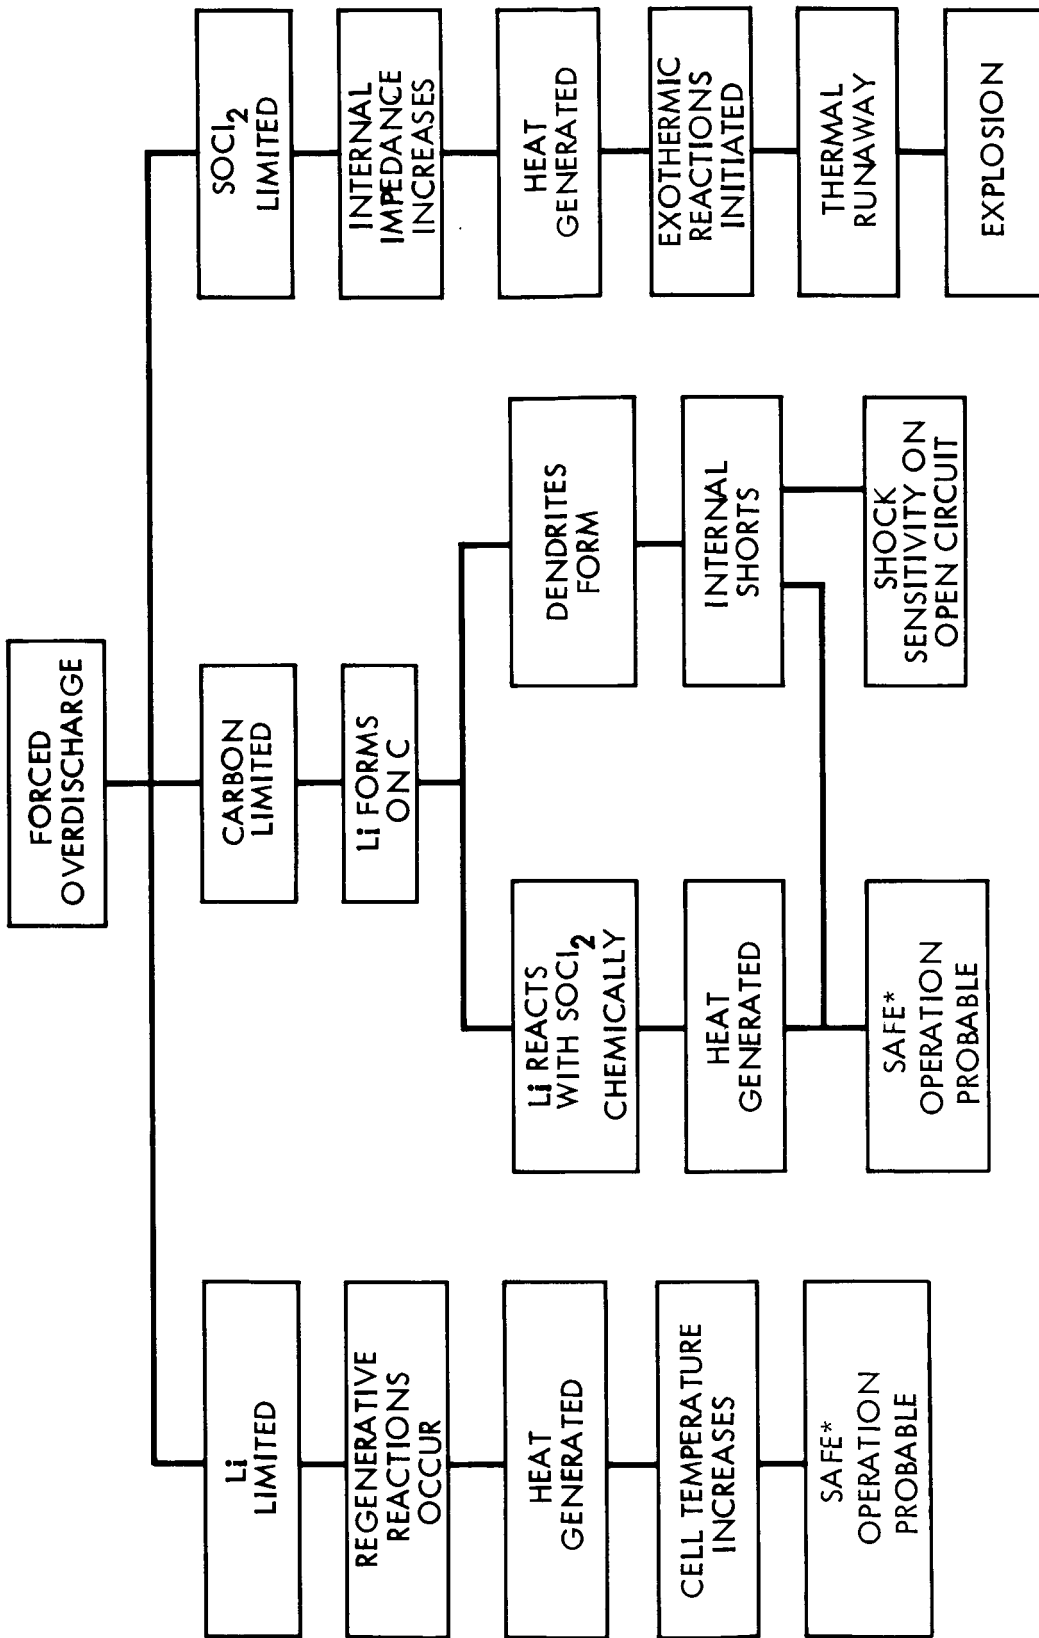 FORCED
OVERDISCHARGE
Li
LIMITED
REGENERATIVE
REACTIONS
OCCUR
HEAT
GENERATED
CELL TEMPERATURE
INCREASES
SAFE*
OPERATION
PROBABLE
CARBON
LIMITED
Li FORMS
ON C
Li REACTS
WITH SOCl₂
CHEMICALLY
HEAT
GENERATED
SAFE*
OPERATION
PROBABLE
DENDRITES
FORM
INTERNAL
SHORTS
SHOCK
SENSITIVITY ON
OPEN CIRCUIT
SOCl₂
LIMITED
INTERNAL
IMPEDANCE
INCREASES
HEAT
GENERATED
EXOTHERMIC
REACTIONS
INITIATED
THERMAL
RUNAWAY
EXPLOSION